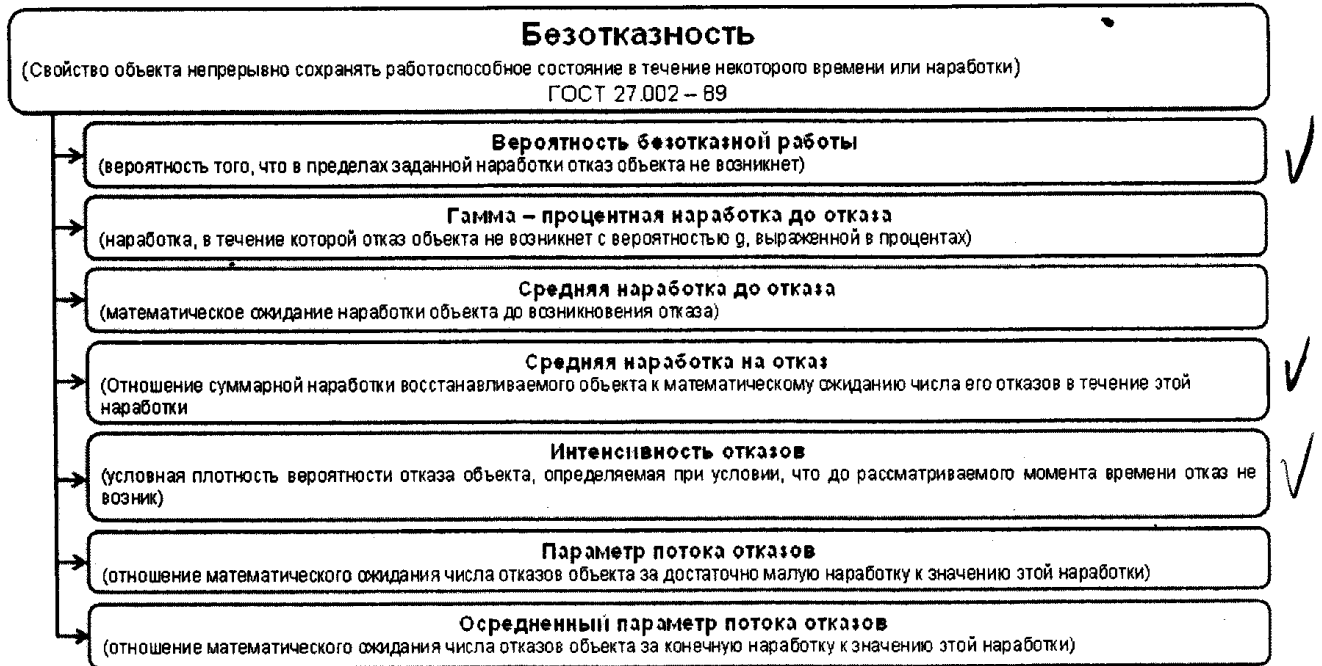 Безотказность
(Свойство объекта непрерывно сохранять работоспособное состояние в течение некоторого времени или наработки)
ГОСТ 27.002 – 89
Вероятность безотказной работы
(вероятность того, что в пределах заданной наработки отказ объекта не возникнет)
Гамма – процентная наработка до отказа
(наработка, в течение которой отказ объекта не возникнет с вероятностью g, выраженной в процентах)
Средняя наработка до отказа
(математическое ожидание наработки объекта до возникновения отказа)
Средняя наработка на отказ
(Отношение суммарной наработки восстанавливаемого объекта к математическому ожиданию числа его отказов в течение этой
наработки
Интенсивность отказов
(условная плотность вероятности отказа объекта, определяемая при условии, что до рассматриваемого момента времени отказ не
возник)
Параметр потока отказов
(отношение математического ожидания числа отказов объекта за достаточно малую наработку к значению этой наработки)
Осредненный параметр потока отказов
(отношение математического ожидания числа отказов объекта за конечную наработку к значению этой наработки)